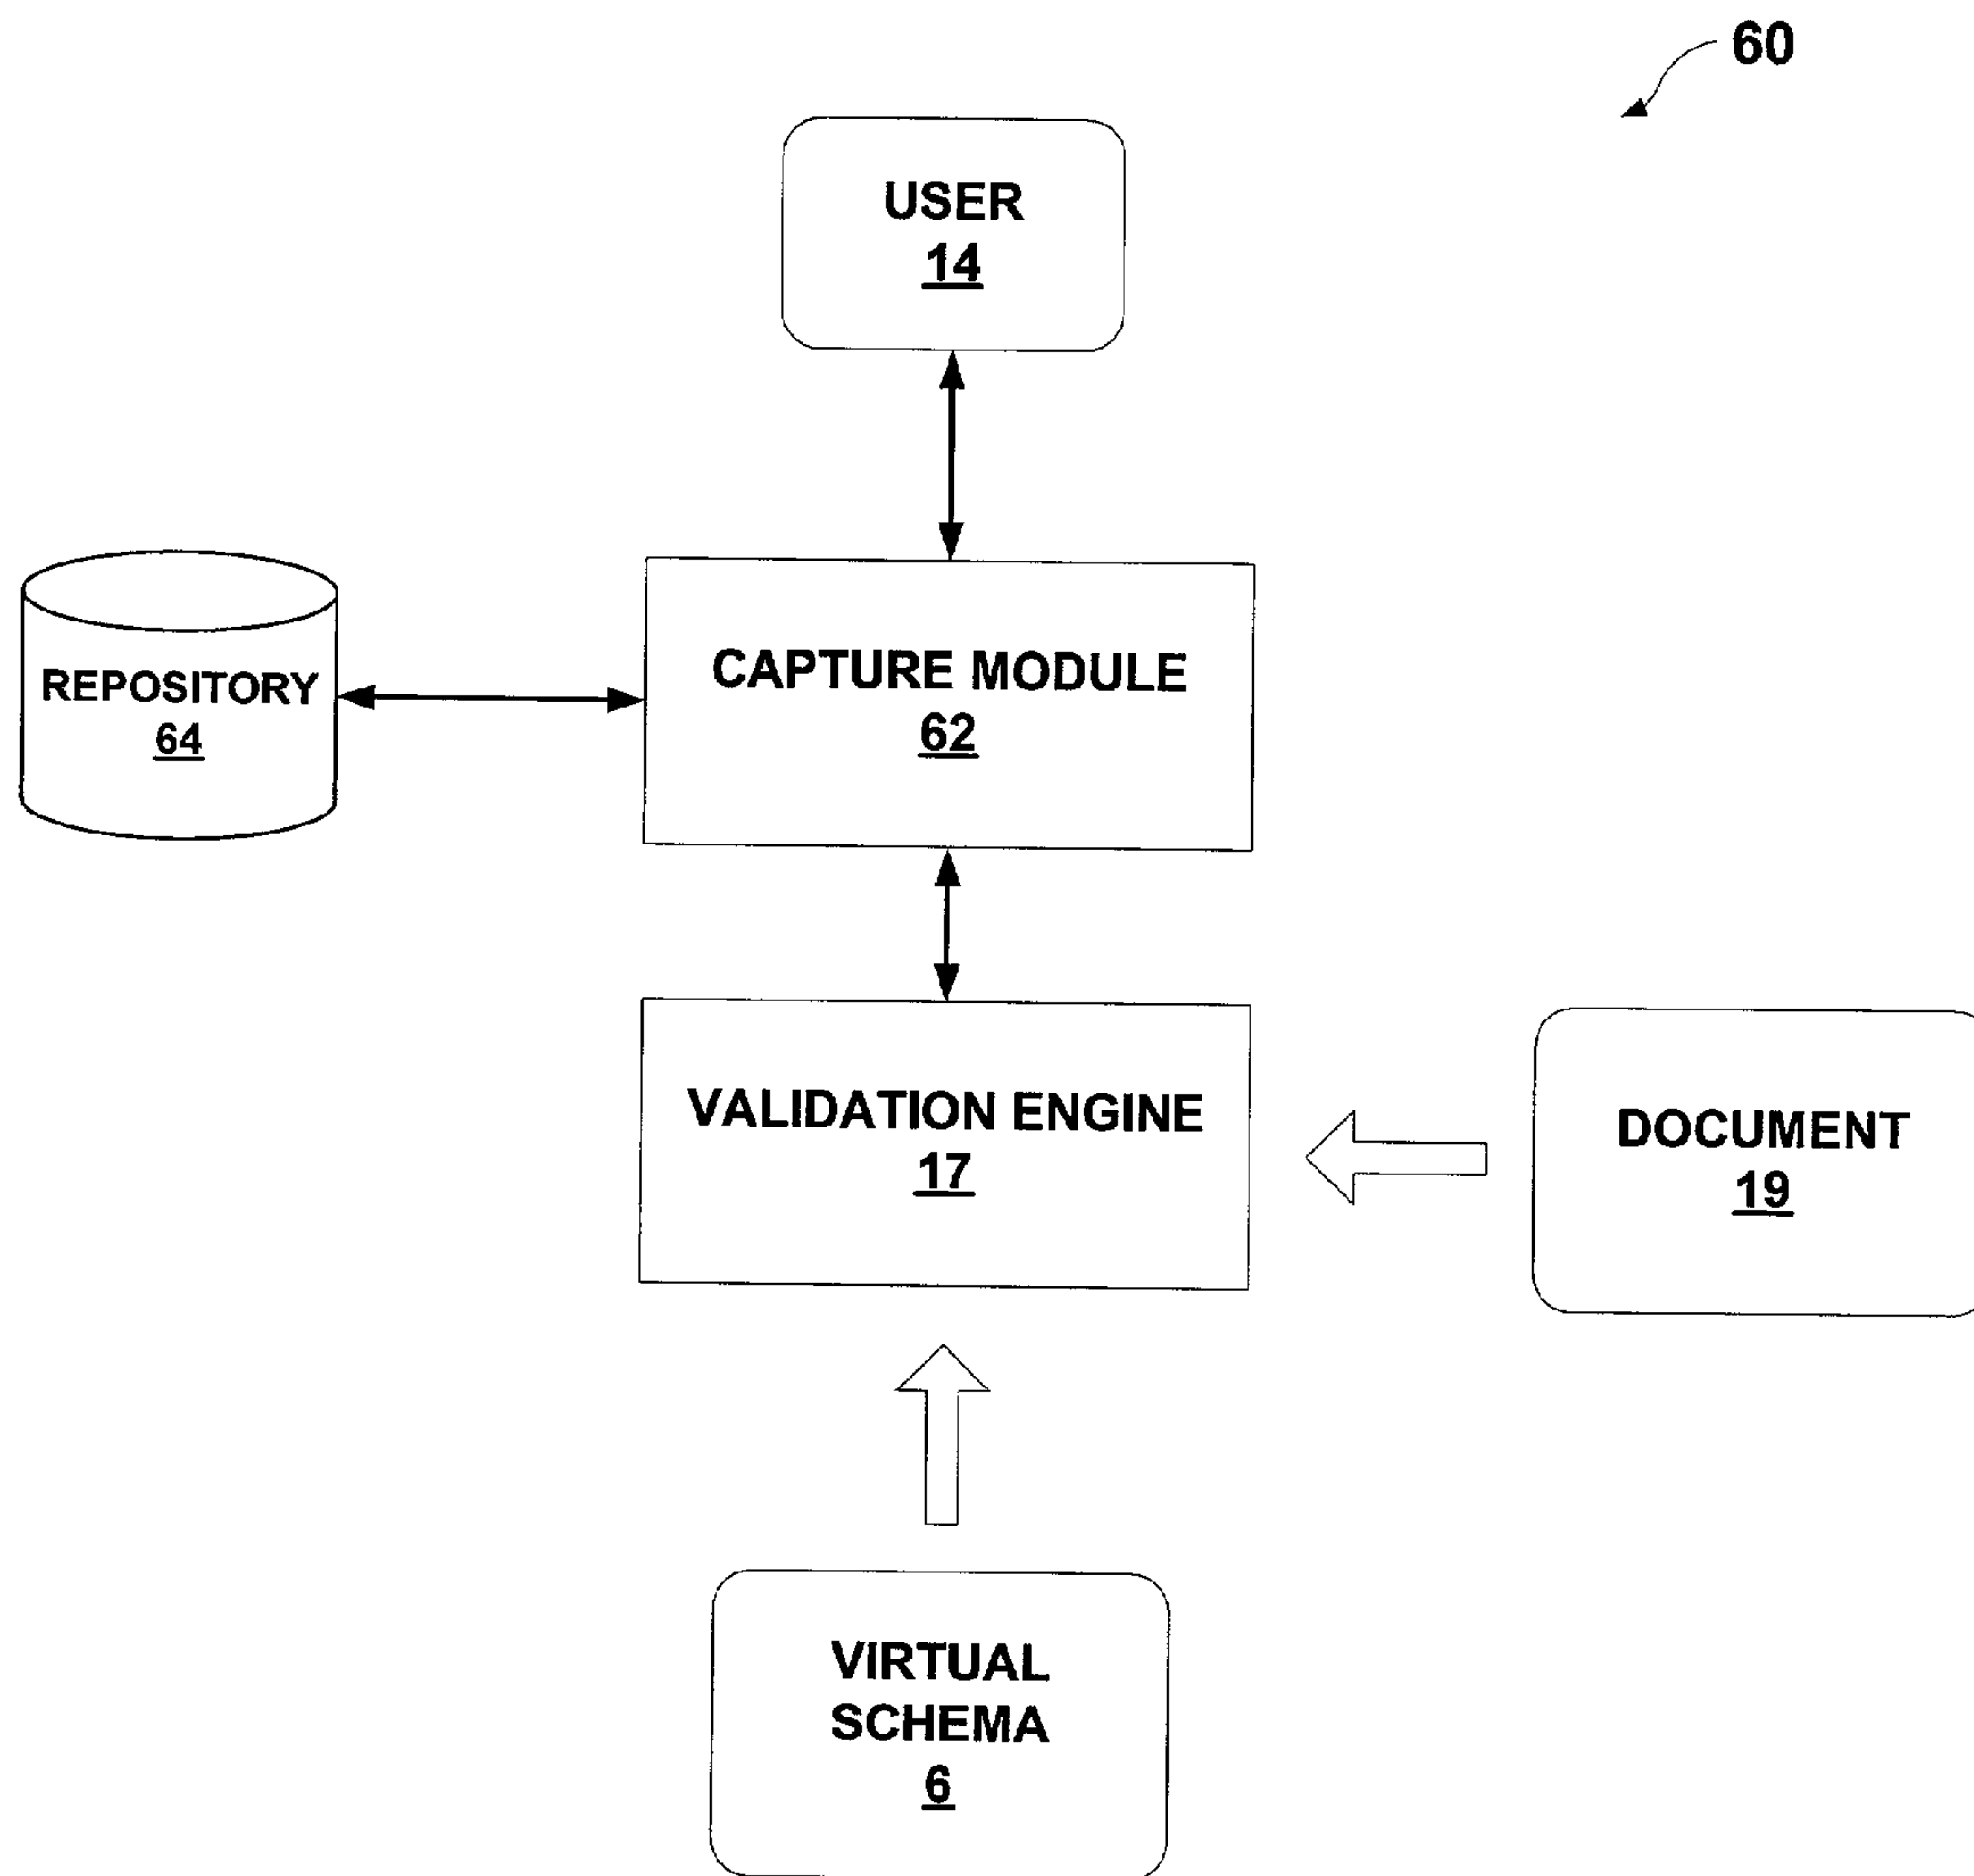 60
USER
14
REPOSITORY
64
CAPTURE MODULE
62
VALIDATION ENGINE
17
DOCUMENT
19
VIRTUAL
SCHEMA
6